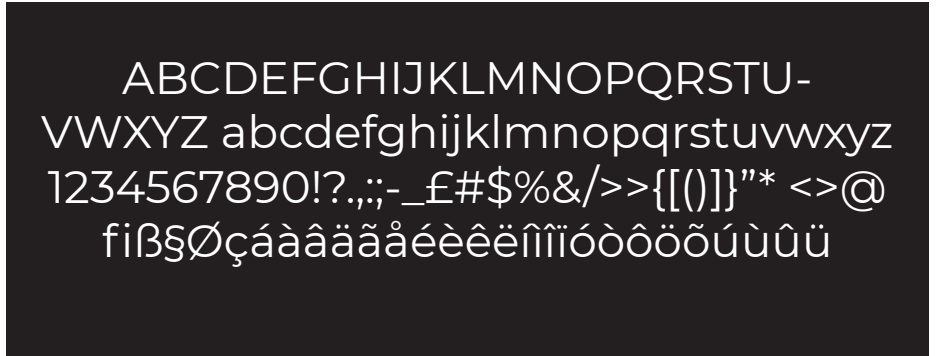 ABCDEFGHIJKLMNOPQRSTU-
VWXYZ abcdefghijklmnopqrstuvwxyz
1234567890!?.,:;-_£#$%&/>>{[()]}”* <>@
fiß§Øçáàâäãåéèêëíìîïóòôöõúùûü